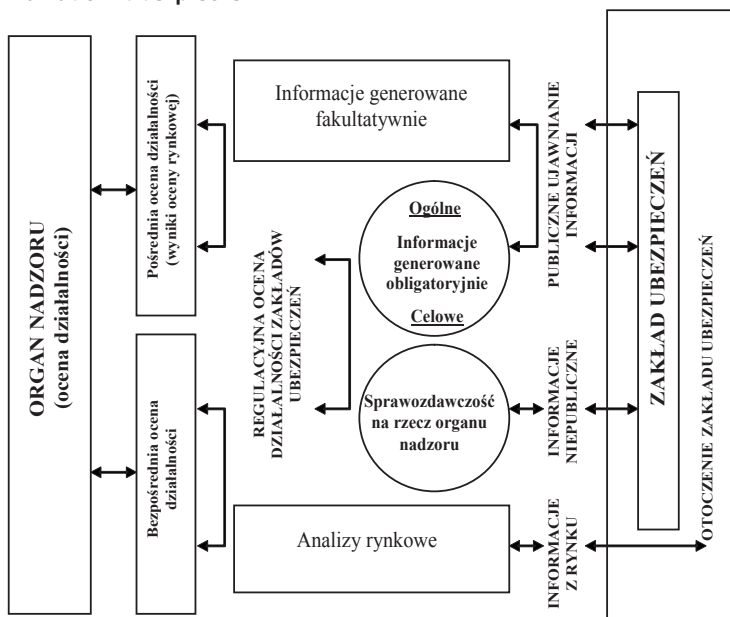 ORGAN NADZORU
(ocena działalności)
Pośrednia ocena działalności
(wyniki oceny rynkowej)
Bezpośrednia ocena
działalności
Informacje generowane
fakultatywnie
REGULACYJNA OCENA
DZIAŁALNOŚCI ZAKŁADÓW
UBEZPIECZEŃ
Ogólne
Informacje
generowane
obligatoryjnie
Celowe
Sprawozdawczość
na rzecz organu
nadzoru
Analizy rynkowe
PUBLICZNE UJAWNIANIE
INFORMACJI
INFORMACJE
NIEPUBLICZNE
INFORMACJE
Z RYNKU
ZAKŁAD UBEZPIECZEŃ
OTOCZENIE ZAKŁADU UBEZPIECZEŃ